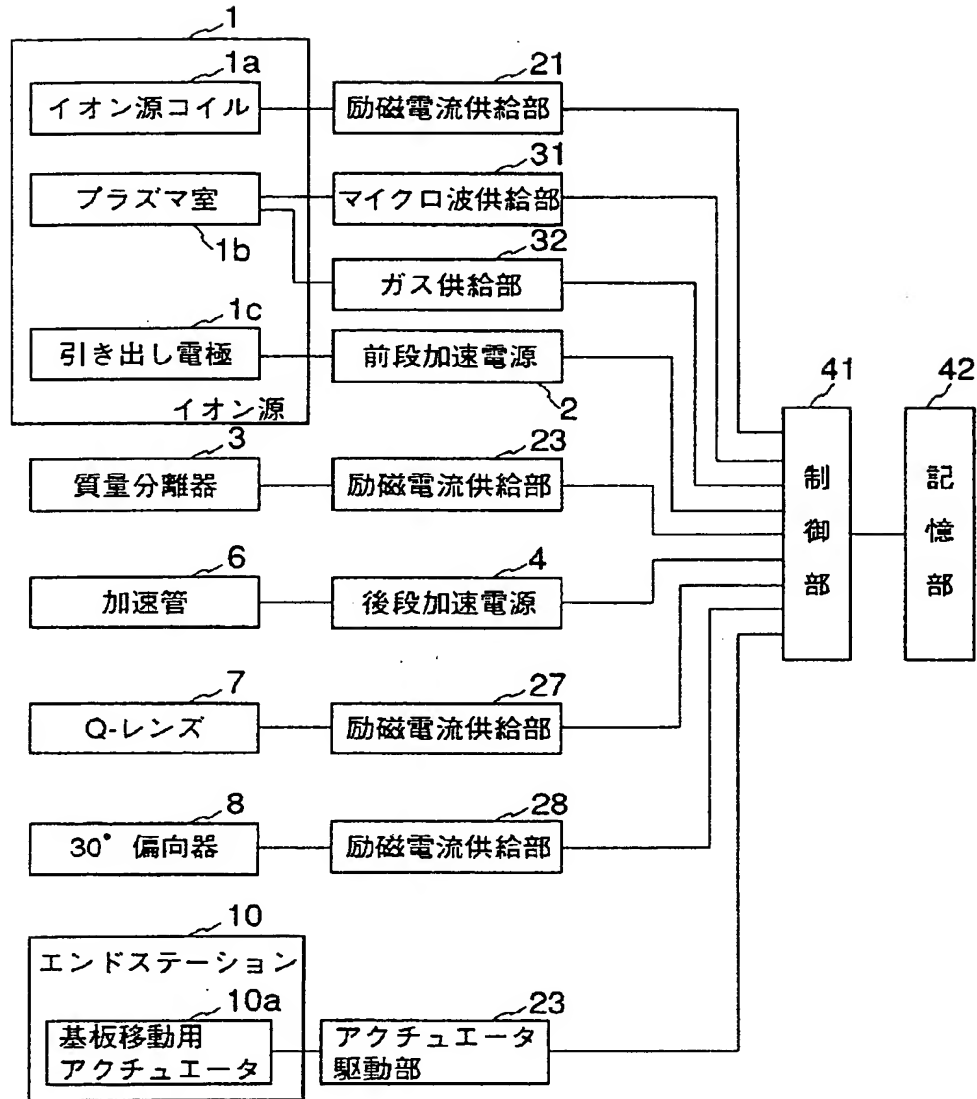 1
1a
21
イオン源コイル
励磁電流供給部
31
プラズマ室
マイクロ波供給部
1b
32
ガス供給部
1c
引き出し電極
前段加速電源
イオン源
2
41
42
制御部
記憶部
3
23
質量分離器
励磁電流供給部
6
4
加速管
後段加速電源
7
27
Q-レンズ
励磁電流供給部
8
28
30°偏向器
励磁電流供給部
10
エンドステーション
10a
23
基板移動用
アクチュエータ
アクチュエータ
駆動部